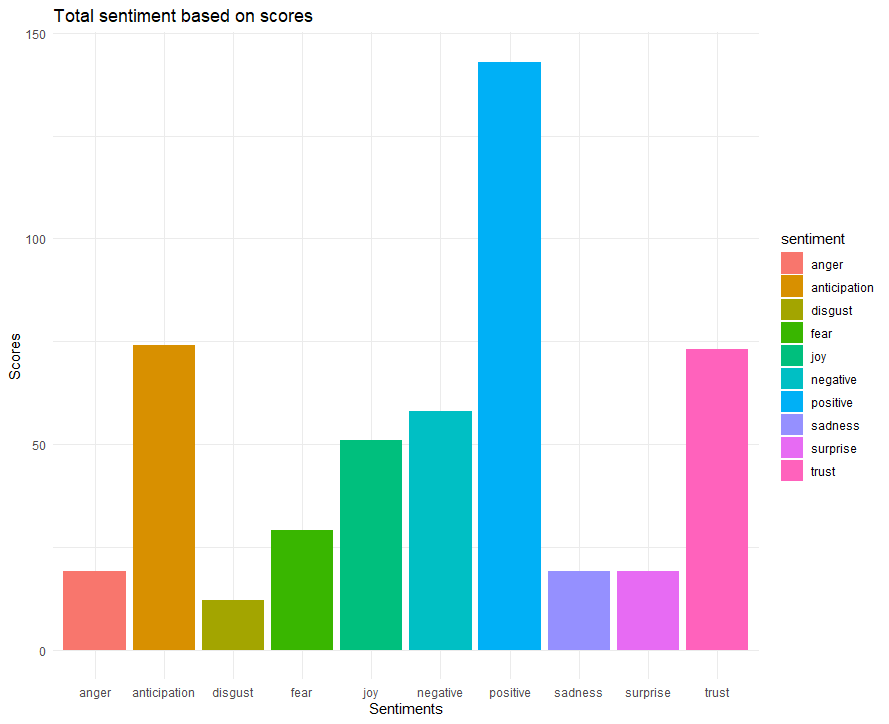 Total sentiment based on scores
150
100
50
0
Scores
anger anticipation disgust fear joy negative positive sadness surprise trust
Sentiments
sentiment
anger
anticipation
disgust
fear
joy
negative
positive
sadness
surprise
trust